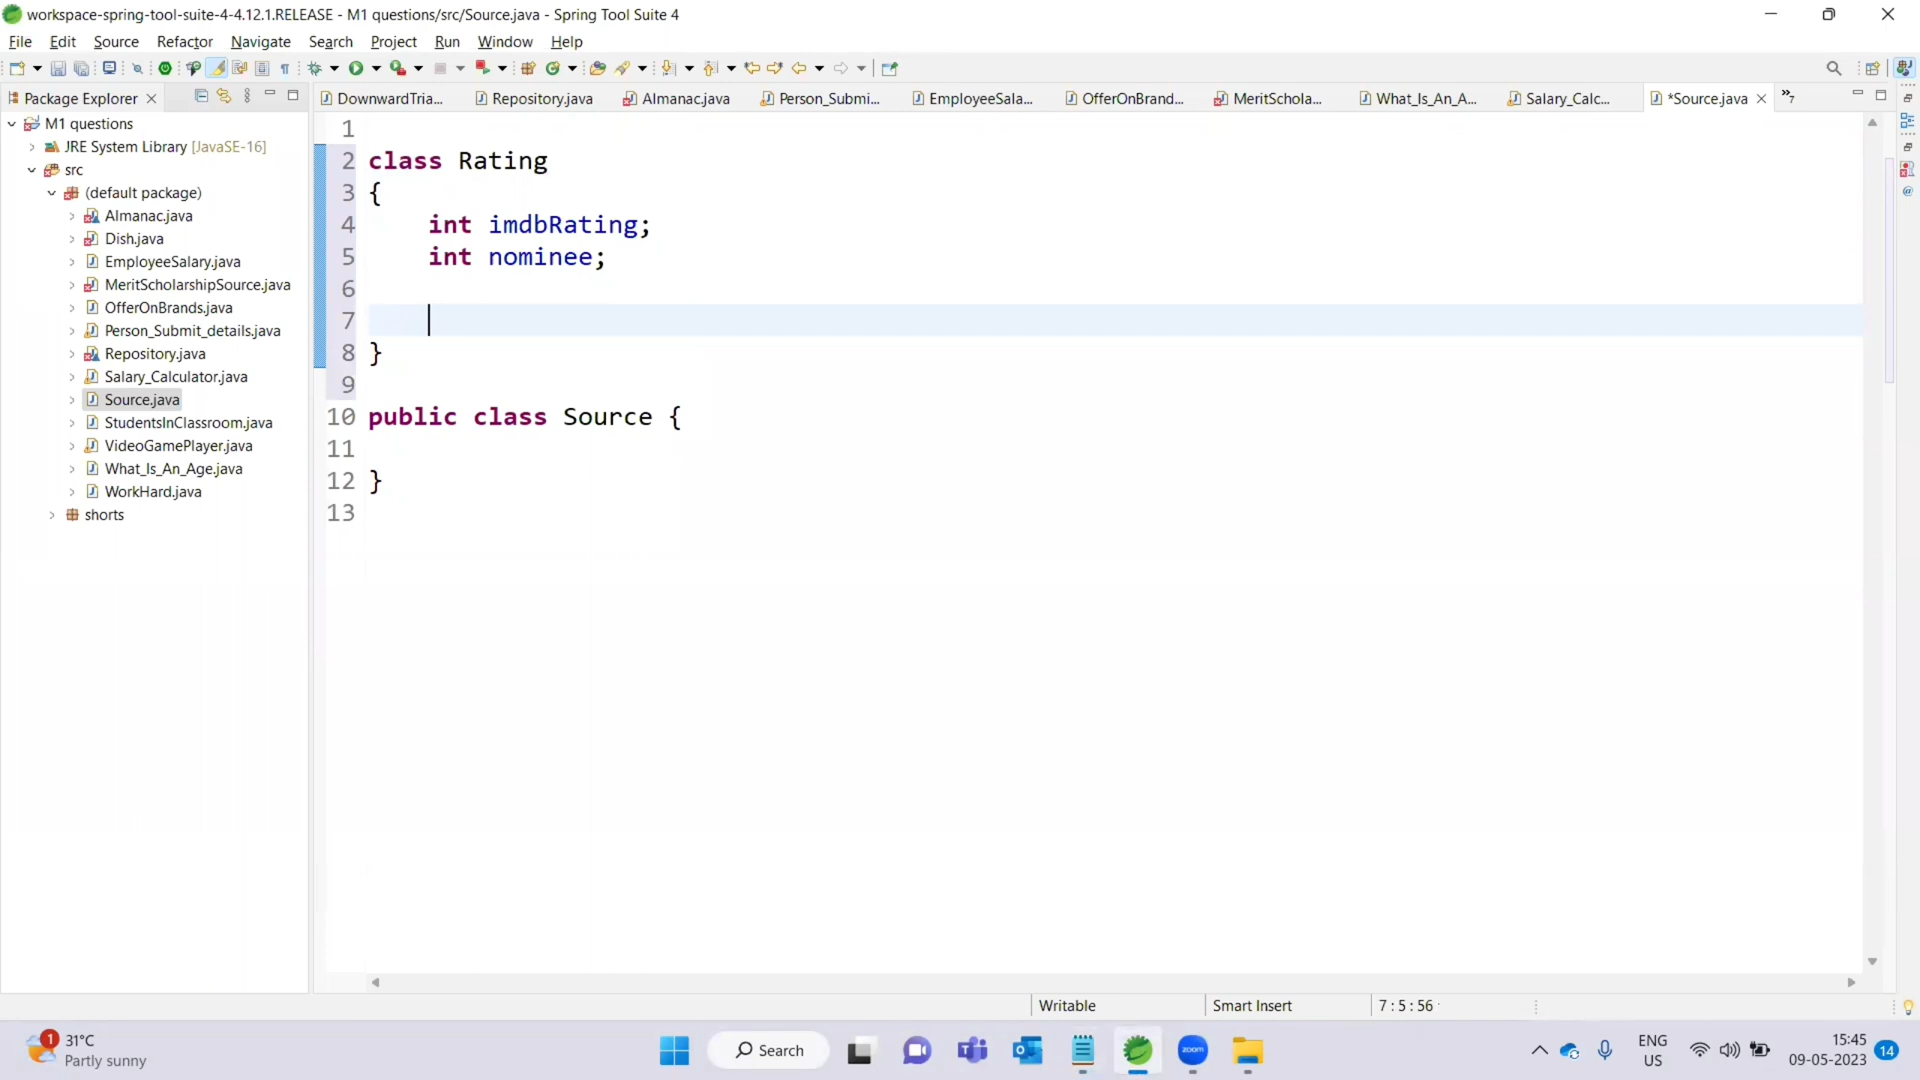 workspace-spring-tool-suite-4-4.12.1.RELEASE - M1 questions/src/Source.java - Spring Tool Suite 4
File Edit Source Refactor Navigate Search Project Run Window Help
Package Explorer
DownwardTria... Repository.java Almanac.java Person_Submi... EmployeeSala... OfferOnBrand... MeritSchola... What_Is_An_A... Salary_Calc... *Source.java »7
M1 questions
JRE System Library [JavaSE-16]
src
(default package)
Almanac.java
Dish.java
EmployeeSalary.java
MeritScholarshipSource.java
OfferOnBrands.java
Person_Submit_details.java
Repository.java
Salary_Calculator.java
Source.java
StudentsInClassroom.java
VideoGamePlayer.java
What_Is_An_Age.java
WorkHard.java
shorts
1
2 class Rating
3 {
4 int imdbRating;
5 int nominee;
6
7
8 }
9
10 public class Source {
11
12 }
13
Writable Smart Insert 7 : 5 : 56
1 31°C
Partly sunny
Search
zoom
ENG
US
15:45
09-05-2023
14